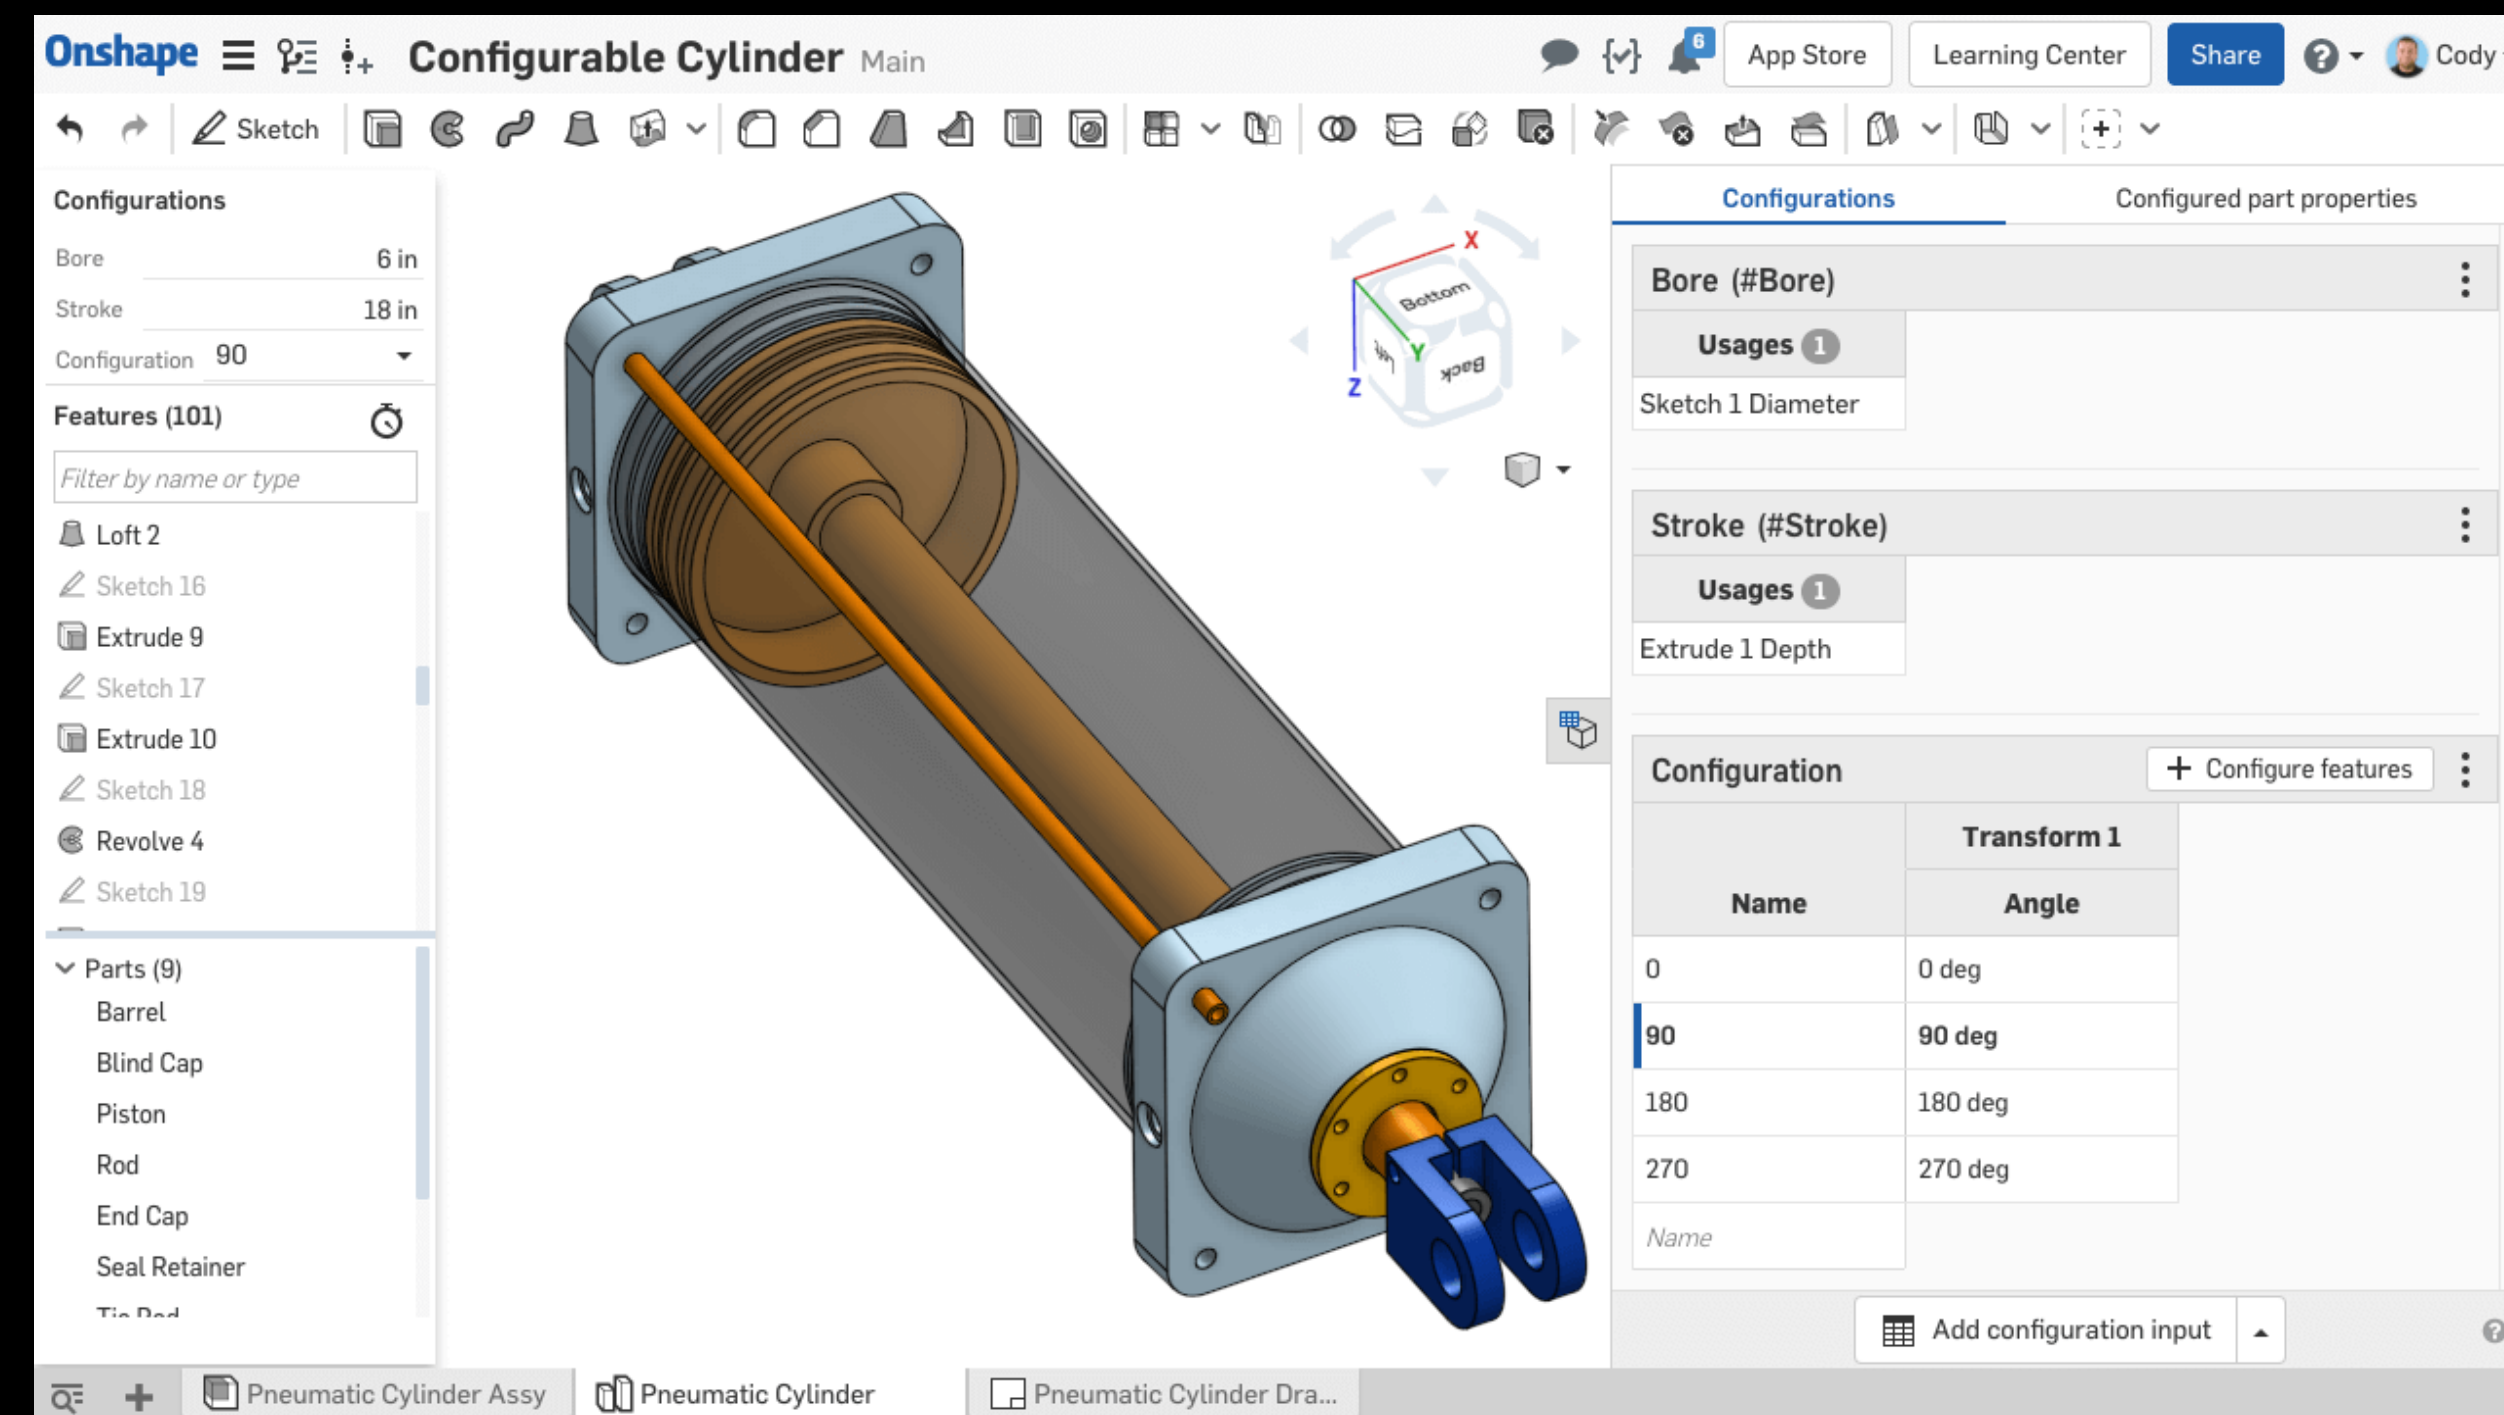 Onshape Configurable Cylinder Main 6 App Store Learning Center Share Cody
Sketch
Configurations
Bore 6 in
Stroke 18 in
Configuration 90
Features (101)
Filter by name or type
Loft 2
Sketch 16
Extrude 9
Sketch 17
Extrude 10
Sketch 18
Revolve 4
Sketch 19
Parts (9)
Barrel
Blind Cap
Piston
Rod
End Cap
Seal Retainer
Tie Rod
X
Bottom
Left
Y
Back
Z
Configurations Configured part properties
Bore (#Bore)
Usages 1
Sketch 1 Diameter
Stroke (#Stroke)
Usages 1
Extrude 1 Depth
Configuration + Configure features
Transform 1
Name Angle
0 0 deg
90 90 deg
180 180 deg
270 270 deg
Name
Add configuration input
Pneumatic Cylinder Assy Pneumatic Cylinder Pneumatic Cylinder Dra...